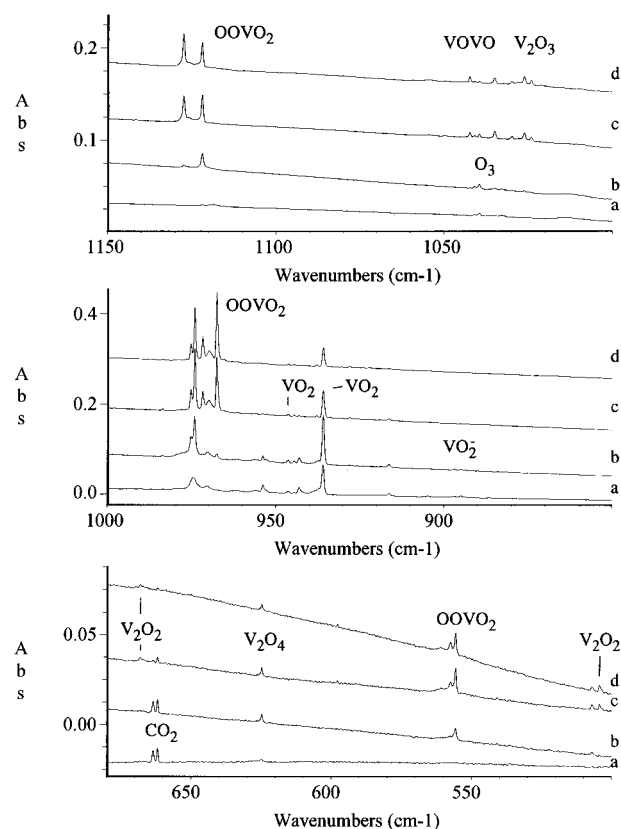 OOVO₂ VOVO V₂O₃
0.2
d
A
b
s
c
0.1
O₃
b
a
1150 1100 1050
Wavenumbers (cm-1)
OOVO₂
0.4
d
A
b
s
VO₂ – VO₂
c
0.2
VO₂⁻
b
a
0.0
1000 950 900
Wavenumbers (cm-1)
V₂O₂ V₂O₄ OOVO₂ V₂O₂
0.05
A
b
s
d
c
0.00
CO₂
b
a
650 600 550
Wavenumbers (cm-1)